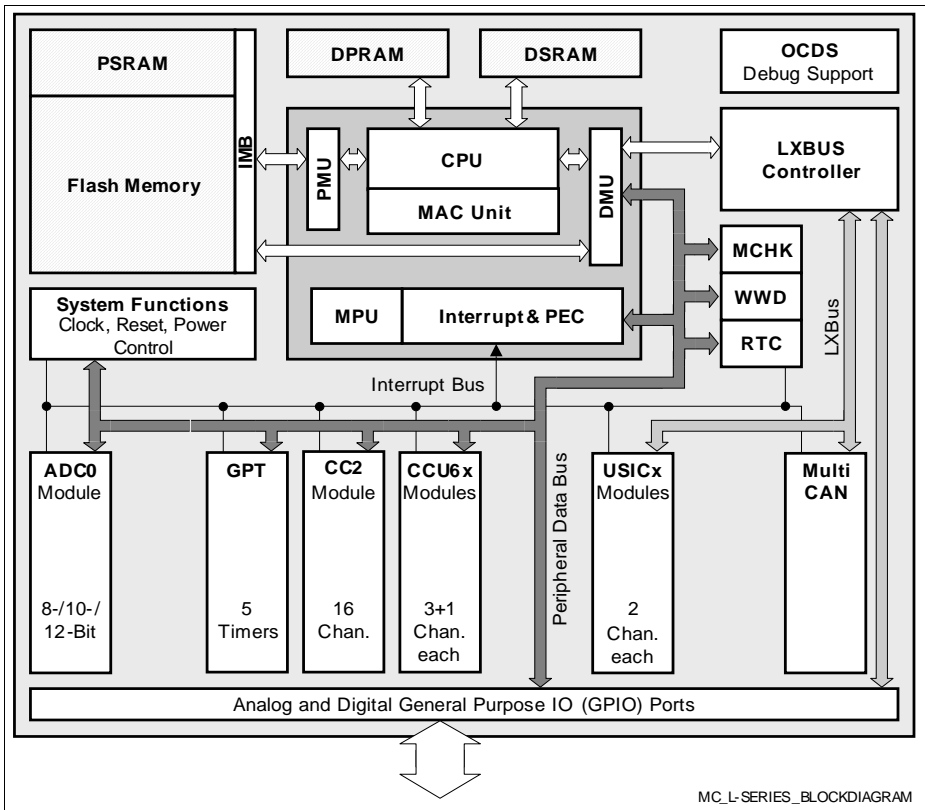 PSRAM
Flash Memory
IMB
DPRAM
DSRAM
OCDS
Debug Support
PMU
CPU
MAC Unit
DMU
LXBUS
Controller
MPU
Interrupt & PEC
MCHK
WWD
RTC
System Functions
Clock, Reset, Power
Control
Interrupt Bus
LXBus
Peripheral Data Bus
ADC0
Module
8-/10-/
12-Bit
GPT
5
Timers
CC2
Module
16
Chan.
CCU6x
Modules
3+1
Chan.
each
USICx
Modules
2
Chan.
each
Multi
CAN
Analog and Digital General Purpose IO (GPIO) Ports
MC_L-SERIES_BLOCKDIAGRAM